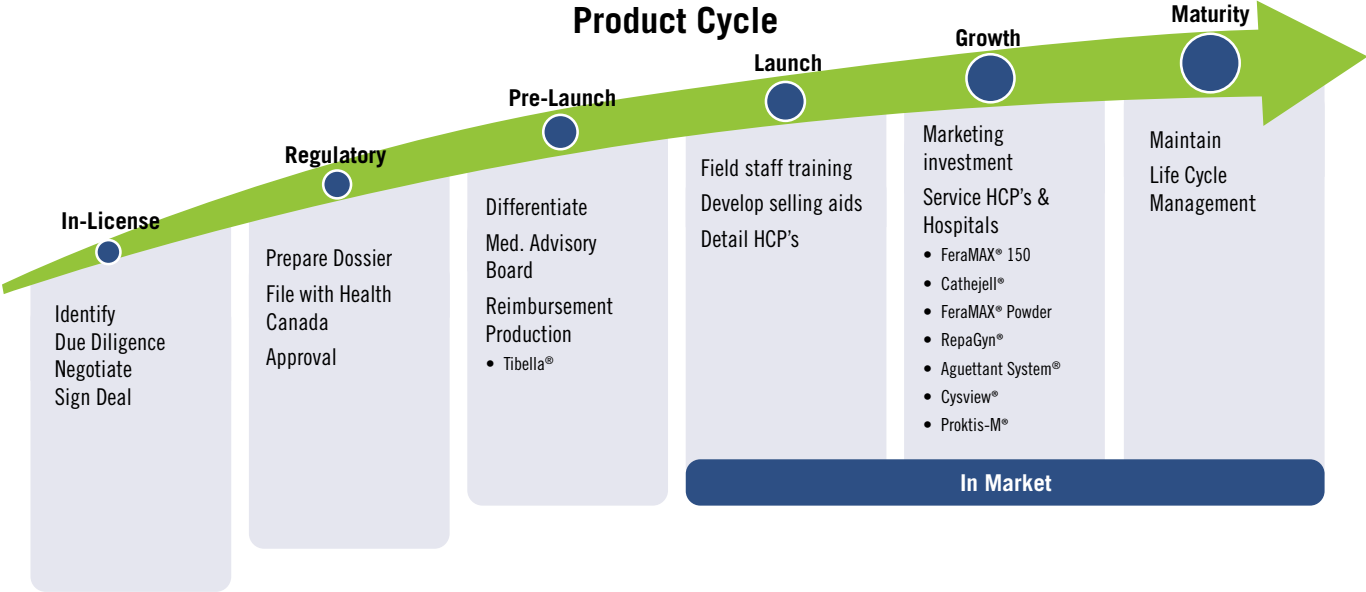 Product Cycle
In-License
Identify
Due Diligence
Negotiate
Sign Deal
Regulatory
Prepare Dossier
File with Health
Canada
Approval
Pre-Launch
Differentiate
Med. Advisory
Board
Reimbursement
Production
• Tibella®
Launch
Field staff training
Develop selling aids
Detail HCP's
Growth
Marketing
investment
Service HCP's &
Hospitals
• FeraMAX® 150
• Cathejell®
• FeraMAX® Powder
• RepaGyn®
• Aguettant System®
• Cysview®
• Proktis-M®
Maturity
Maintain
Life Cycle
Management
In Market